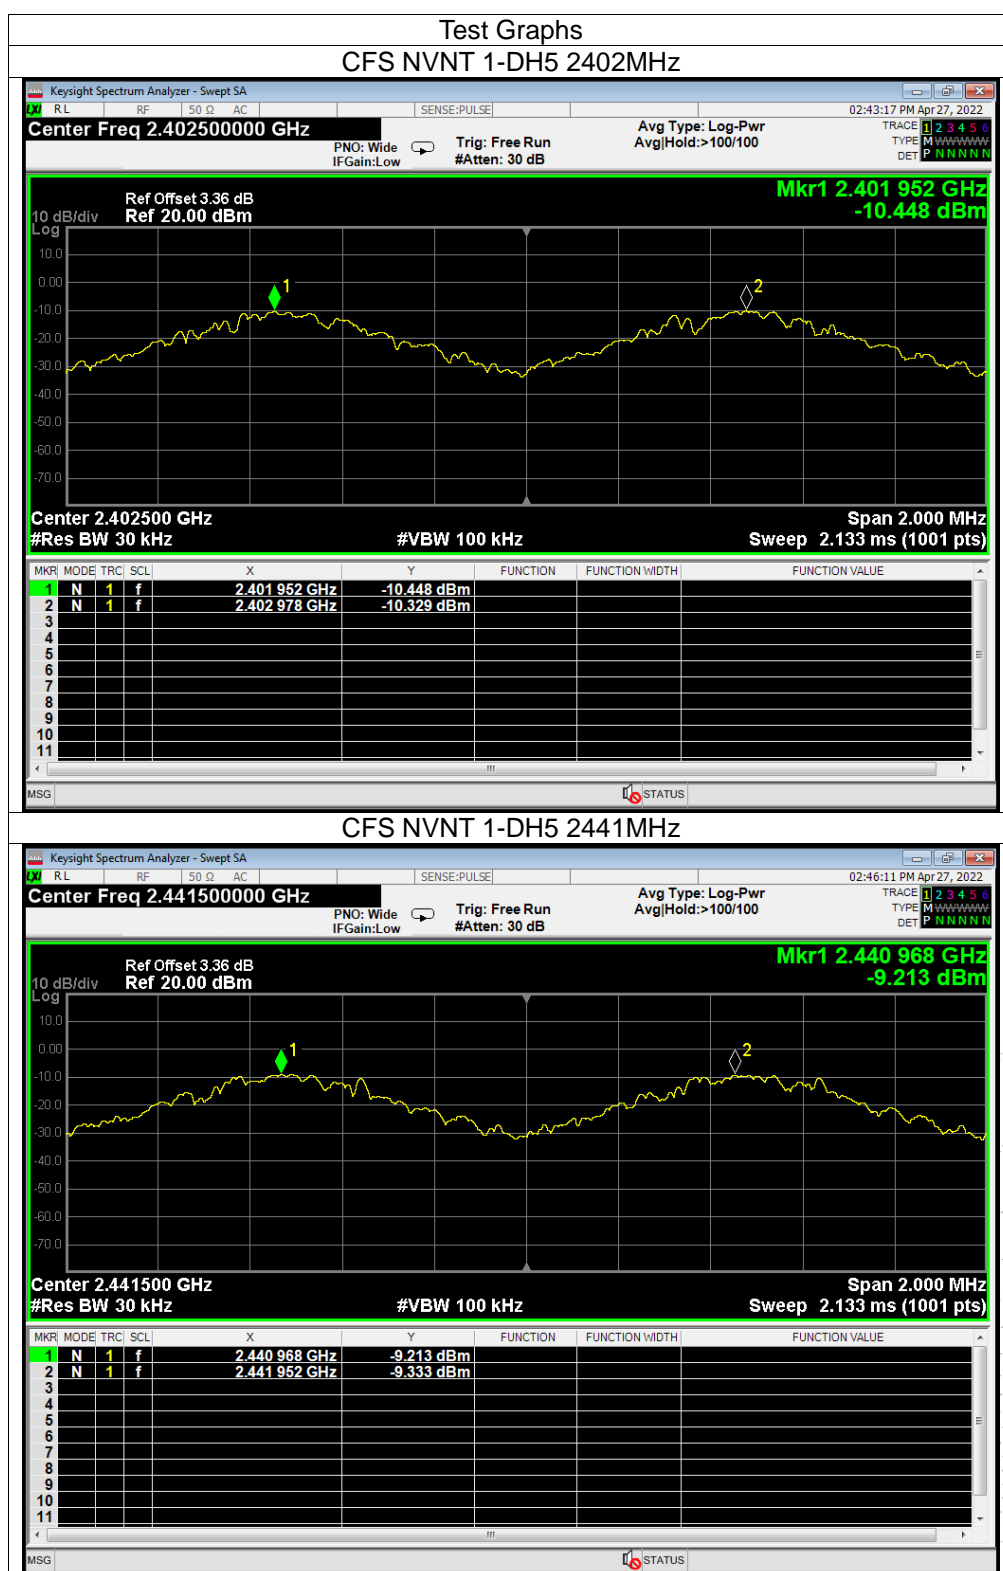 Test Graphs
CFS NVNT 1-DH5 2402MHz
Keysight Spectrum Analyzer - Swept SA
LXI RL RF 50 Ω AC SENSE:PULSE 02:43:17 PM Apr 27, 2022
Center Freq 2.402500000 GHz Avg Type: Log-Pwr TRACE 1 2 3 4 5 6
PNO: Wide Trig: Free Run Avg|Hold:>100/100 TYPE M WWWWW
IFGain:Low #Atten: 30 dB DET P N N N N N
Mkr1 2.401 952 GHz
Ref Offset 3.36 dB
10 dB/div Ref 20.00 dBm -10.448 dBm
Log
10.0
0.00
1 2
-10.0
-20.0
-30.0
-40.0
-50.0
-60.0
-70.0
Center 2.402500 GHz Span 2.000 MHz
#Res BW 30 kHz #VBW 100 kHz Sweep 2.133 ms (1001 pts)
MKR MODE TRC SCL X Y FUNCTION FUNCTION WIDTH FUNCTION VALUE
1 N 1 f 2.401 952 GHz -10.448 dBm
2 N 1 f 2.402 978 GHz -10.329 dBm
3
4
5
6
7
8
9
10
11
MSG STATUS
CFS NVNT 1-DH5 2441MHz
Keysight Spectrum Analyzer - Swept SA
LXI RL RF 50 Ω AC SENSE:PULSE 02:46:11 PM Apr 27, 2022
Center Freq 2.441500000 GHz Avg Type: Log-Pwr TRACE 1 2 3 4 5 6
PNO: Wide Trig: Free Run Avg|Hold:>100/100 TYPE M WWWWW
IFGain:Low #Atten: 30 dB DET P N N N N N
Mkr1 2.440 968 GHz
Ref Offset 3.36 dB
10 dB/div Ref 20.00 dBm -9.213 dBm
Log
10.0
0.00
1 2
-10.0
-20.0
-30.0
-40.0
-50.0
-60.0
-70.0
Center 2.441500 GHz Span 2.000 MHz
#Res BW 30 kHz #VBW 100 kHz Sweep 2.133 ms (1001 pts)
MKR MODE TRC SCL X Y FUNCTION FUNCTION WIDTH FUNCTION VALUE
1 N 1 f 2.440 968 GHz -9.213 dBm
2 N 1 f 2.441 952 GHz -9.333 dBm
3
4
5
6
7
8
9
10
11
MSG STATUS